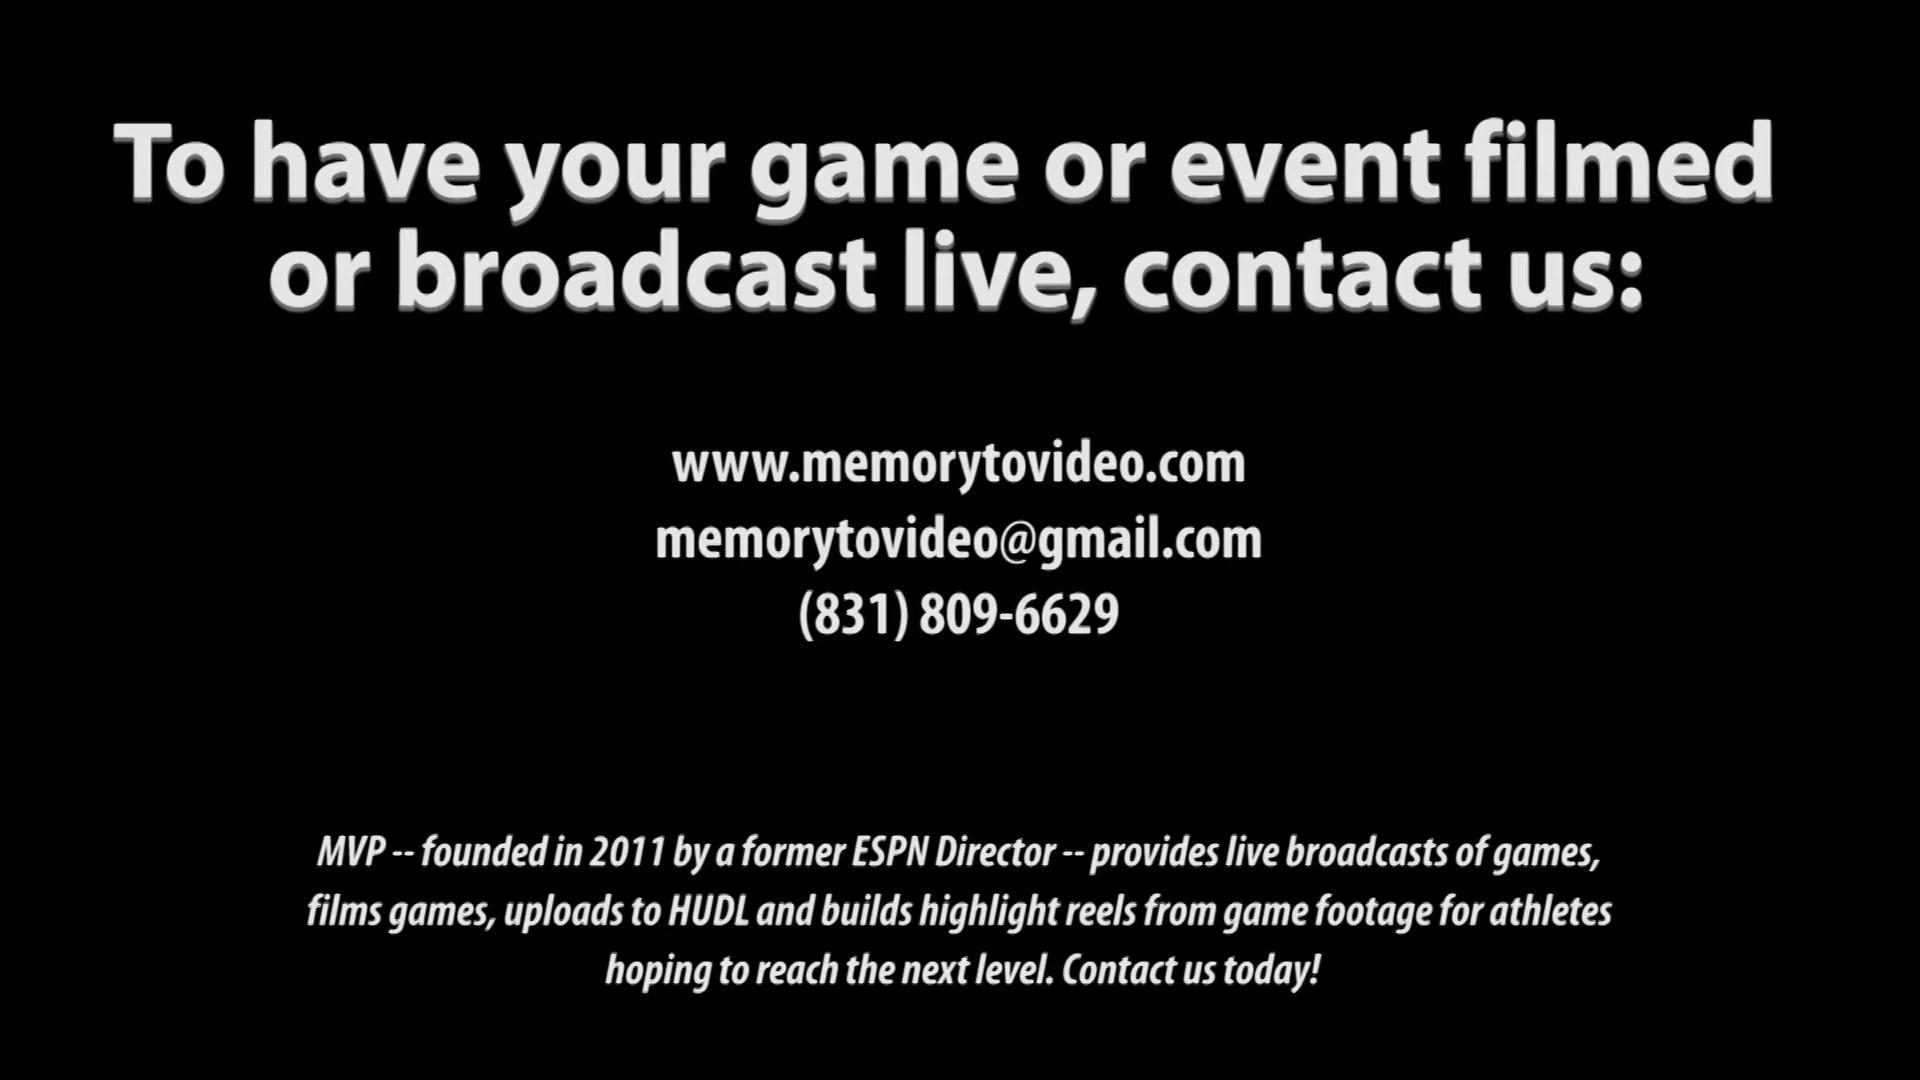 To have your game or event filmed
or broadcast live, contact us:
www.memorytovideo.com
memorytovideo@gmail.com
(831) 809-6629
MVP -- founded in 2011 by a former ESPN Director -- provides live broadcasts of games,
films games, uploads to HUDL and builds highlight reels from game footage for athletes
hoping to reach the next level. Contact us today!